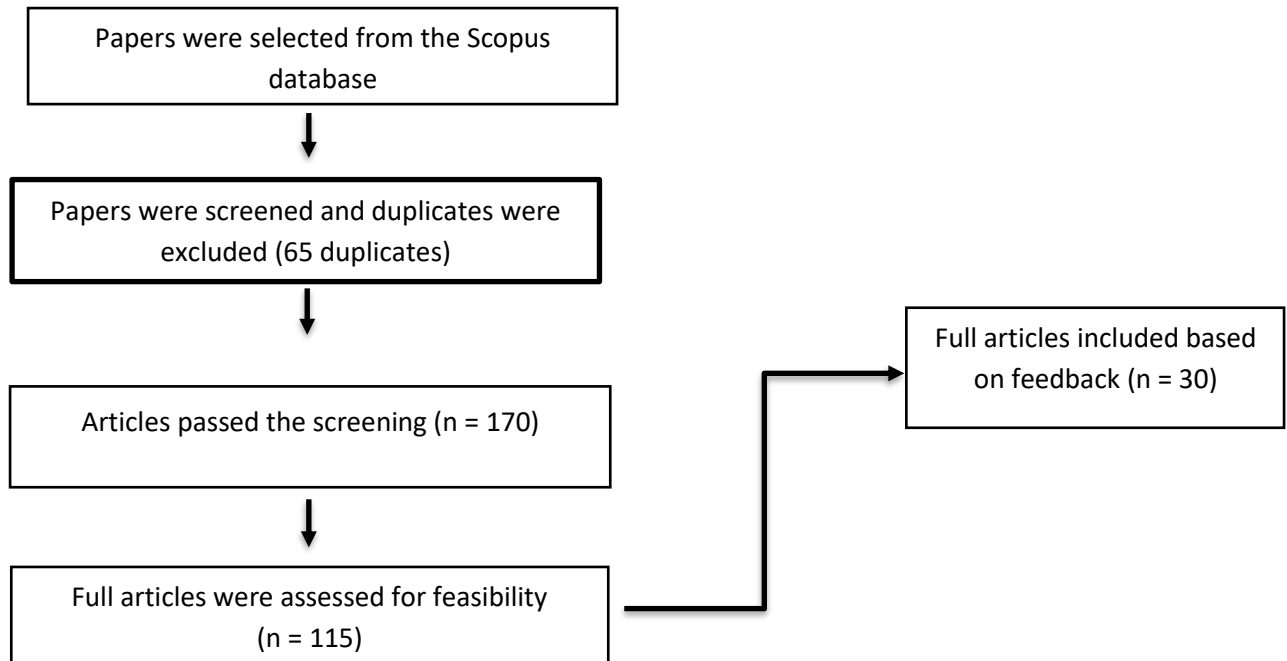 Papers were selected from the Scopus
database
Papers were screened and duplicates were
excluded (65 duplicates)
Articles passed the screening (n = 170)
Full articles were assessed for feasibility
(n = 115)
Full articles included based
on feedback (n = 30)